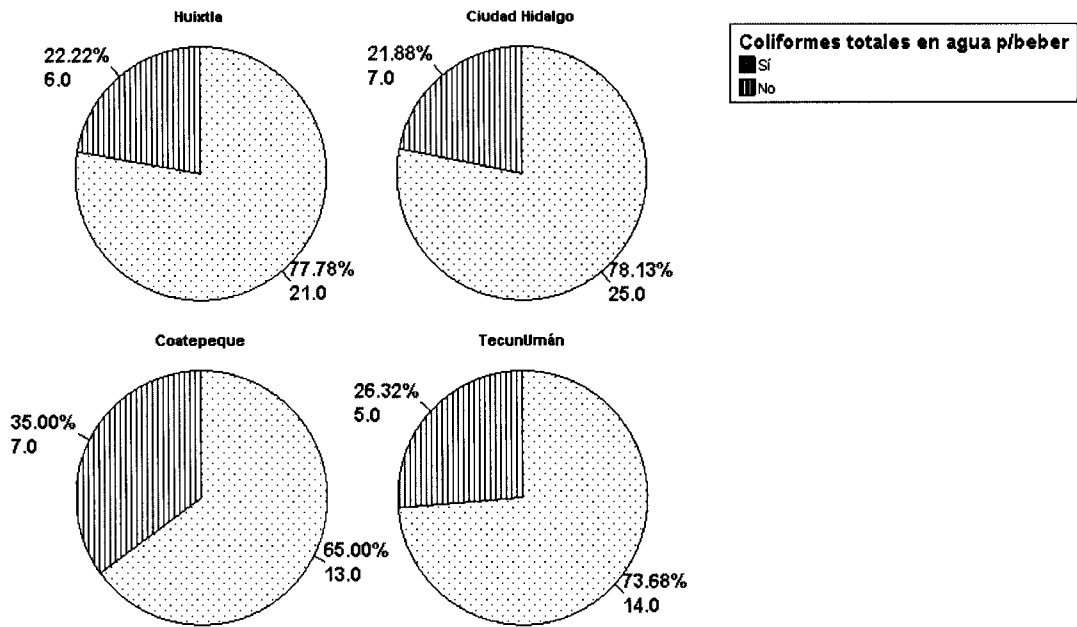 Huixtla
22.22%
6.0
77.78%
21.0
Ciudad Hidalgo
21.88%
7.0
78.13%
25.0
Coliformes totales en agua p/beber
Sí
No
Coatepeque
35.00%
7.0
65.00%
13.0
TecunUmán
26.32%
5.0
73.68%
14.0